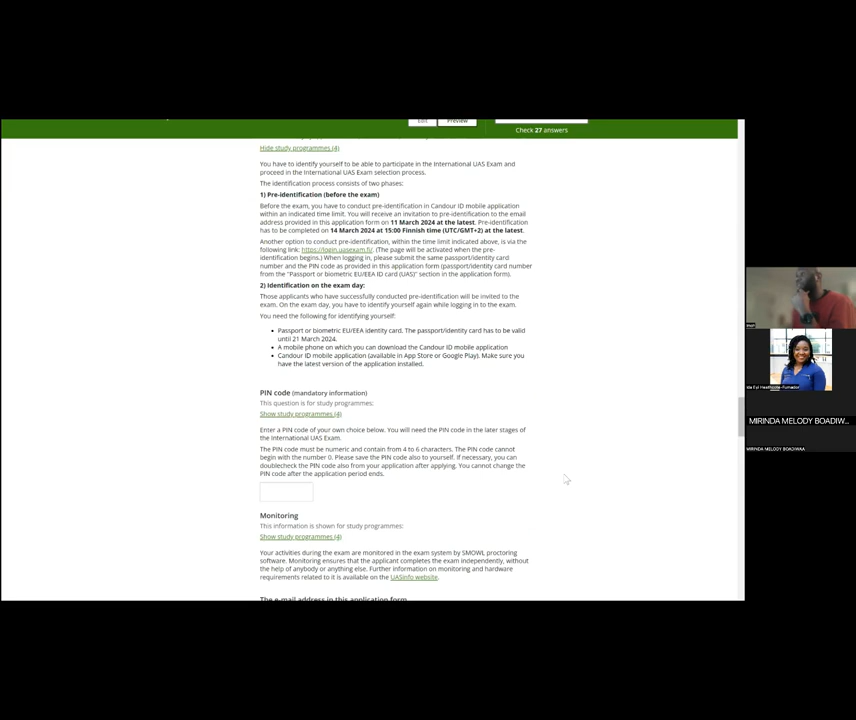 Edit
Preview
Check 27 answers
Hide study programmes (4)
You have to identify yourself to be able to participate in the International UAS Exam and
proceed in the International UAS Exam selection process.
The identification process consists of two phases:
1) Pre-identification (before the exam)
Before the exam, you have to conduct pre-identification in Candour ID mobile application
within an indicated time limit. You will receive an invitation to pre-identification to the email
address provided in this application form on 11 March 2024 at the latest. Pre-identification
has to be completed on 14 March 2024 at 15:00 Finnish time (UTC/GMT+2) at the latest.
Another option to conduct pre-identification, within the time limit indicated above, is via the
following link: https://login.uasexam.fi/. (The page will be activated when the pre-
identification begins.) When logging in, please submit the same passport/identity card
number and the PIN code as provided in this application form (passport/identity card number
from the "Passport or biometric EU/EEA ID card (UAS)" section in the application form).
2) Identification on the exam day:
Those applicants who have successfully conducted pre-identification will be invited to the
exam. On the exam day, you have to identify yourself again while logging in to the exam.
You need the following for identifying yourself:
• Passport or biometric EU/EEA identity card. The passport/identity card has to be valid
until 21 March 2024.
• A mobile phone on which you can download the Candour ID mobile application
• Candour ID mobile application (available in App Store or Google Play). Make sure you
have the latest version of the application installed.
PIN code (mandatory information)
This question is for study programmes:
Show study programmes (4)
Enter a PIN code of your own choice below. You will need the PIN code in the later stages of
the International UAS Exam.
The PIN code must be numeric and contain from 4 to 6 characters. The PIN code cannot
begin with the number 0. Please save the PIN code also to yourself. If necessary, you can
doublecheck the PIN code also from your application after applying. You cannot change the
PIN code after the application period ends.
Monitoring
This information is shown for study programmes:
Show study programmes (4)
Your activities during the exam are monitored in the exam system by SMOWL proctoring
software. Monitoring ensures that the applicant completes the exam independently, without
the help of anybody or anything else. Further information on monitoring and hardware
requirements related to it is available on the UASinfo website.
The e-mail address in this application form
MIRINDA MELODY BOADIW...
MIRINDA MELODY BOADIWAA